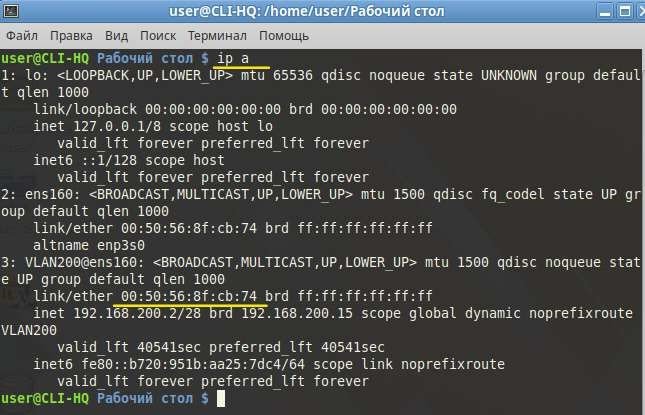 user@CLI-HQ: /home/user/Рабочий стол
Файл Правка Вид Поиск Терминал Помощь
user@CLI-HQ Рабочий стол $ ip a
1: lo: <LOOPBACK,UP,LOWER_UP> mtu 65536 qdisc noqueue state UNKNOWN group defaul
t qlen 1000
    link/loopback 00:00:00:00:00:00 brd 00:00:00:00:00:00
    inet 127.0.0.1/8 scope host lo
       valid_lft forever preferred_lft forever
    inet6 ::1/128 scope host
       valid_lft forever preferred_lft forever
2: ens160: <BROADCAST,MULTICAST,UP,LOWER_UP> mtu 1500 qdisc fq_codel state UP gr
oup default qlen 1000
    link/ether 00:50:56:8f:cb:74 brd ff:ff:ff:ff:ff:ff
    altname enp3s0
3: VLAN200@ens160: <BROADCAST,MULTICAST,UP,LOWER_UP> mtu 1500 qdisc noqueue stat
e UP group default qlen 1000
    link/ether 00:50:56:8f:cb:74 brd ff:ff:ff:ff:ff:ff
    inet 192.168.200.2/28 brd 192.168.200.15 scope global dynamic noprefixroute
VLAN200
       valid_lft 40541sec preferred_lft 40541sec
    inet6 fe80::b720:951b:aa25:7dc4/64 scope link noprefixroute
       valid_lft forever preferred_lft forever
user@CLI-HQ Рабочий стол $